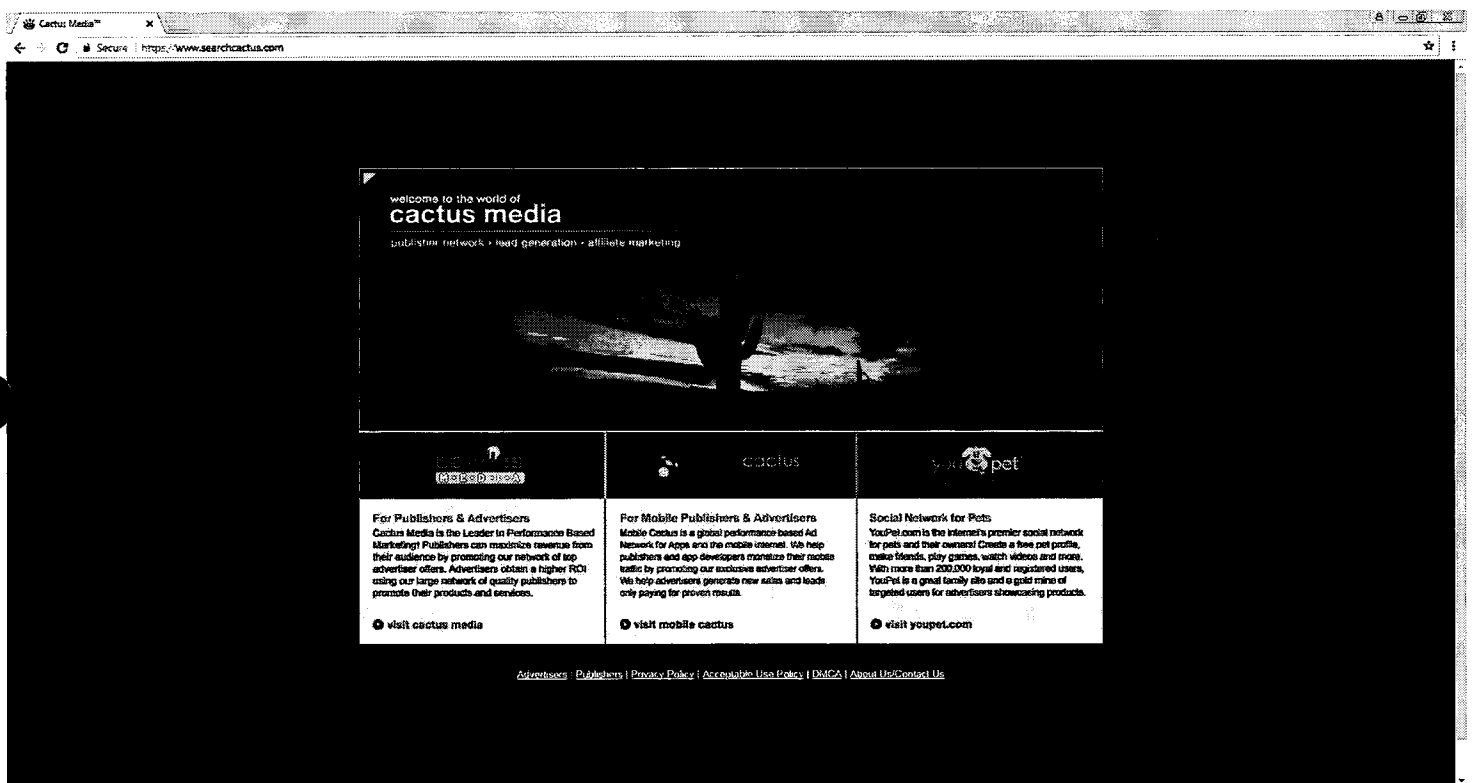 Cactus Media™
Secure https://www.searchcactus.com
welcome to the world of
cactus media
publisher network • lead generation • affiliate marketing
MEDIA
cactus
you pet
For Publishers & Advertisers
Cactus Media is the Leader in Performance Based
Marketing! Publishers can maximize revenue from
their audience by promoting our network of top
advertiser offers. Advertisers obtain a higher ROI
using our large network of quality publishers to
promote their products and services.
visit cactus media
For Mobile Publishers & Advertisers
Mobile Cactus is a global performance based Ad
Network for Apps and the mobile internet. We help
publishers and app developers monetize their mobile
traffic by promoting our exclusive advertiser offers.
We help advertisers generate new sales and leads
only paying for proven results.
visit mobile cactus
Social Network for Pets
YouPet.com is the internet's premier social network
for pets and their owners! Create a free pet profile,
make friends, play games, watch videos and more.
With more than 200,000 loyal and registered users,
YouPet is a great family site and a gold mine of
targeted users for advertisers showcasing products.
visit youpet.com
Advertisers | Publishers | Privacy Policy | Acceptable Use Policy | DMCA | About Us/Contact Us